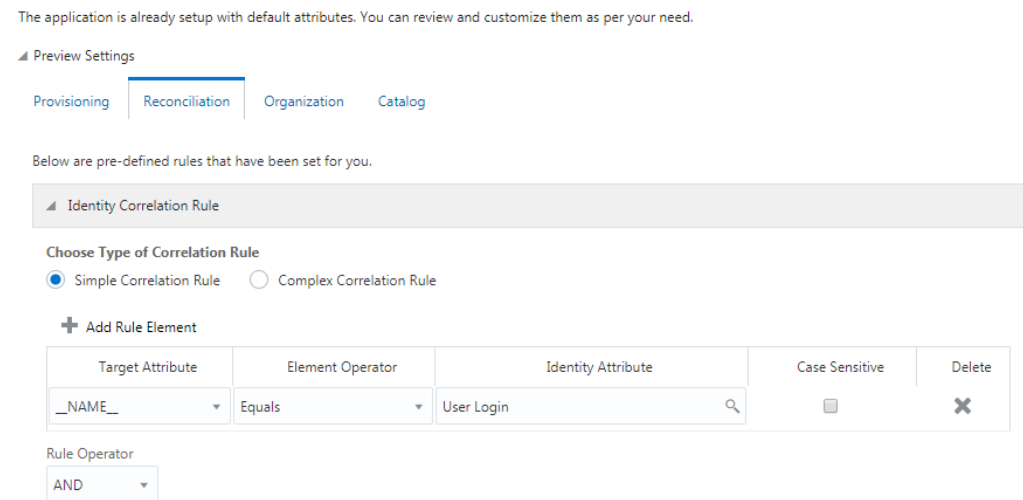 The application is already setup with default attributes. You can review and customize them as per your need.
Preview Settings
Provisioning Reconciliation Organization Catalog
Below are pre-defined rules that have been set for you.
Identity Correlation Rule
Choose Type of Correlation Rule
Simple Correlation Rule Complex Correlation Rule
Add Rule Element
Target Attribute Element Operator Identity Attribute Case Sensitive Delete
__NAME__ Equals User Login
Rule Operator
AND